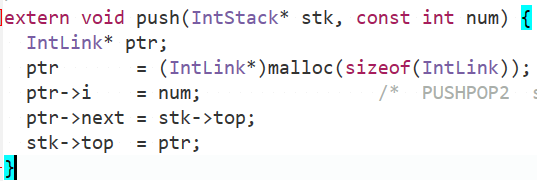 extern void push(IntStack* stk, const int num) {
  IntLink* ptr;
  ptr       = (IntLink*)malloc(sizeof(IntLink));
  ptr->i    = num;               /*  PUSHPOP2
  ptr->next = stk->top;
  stk->top  = ptr;
}